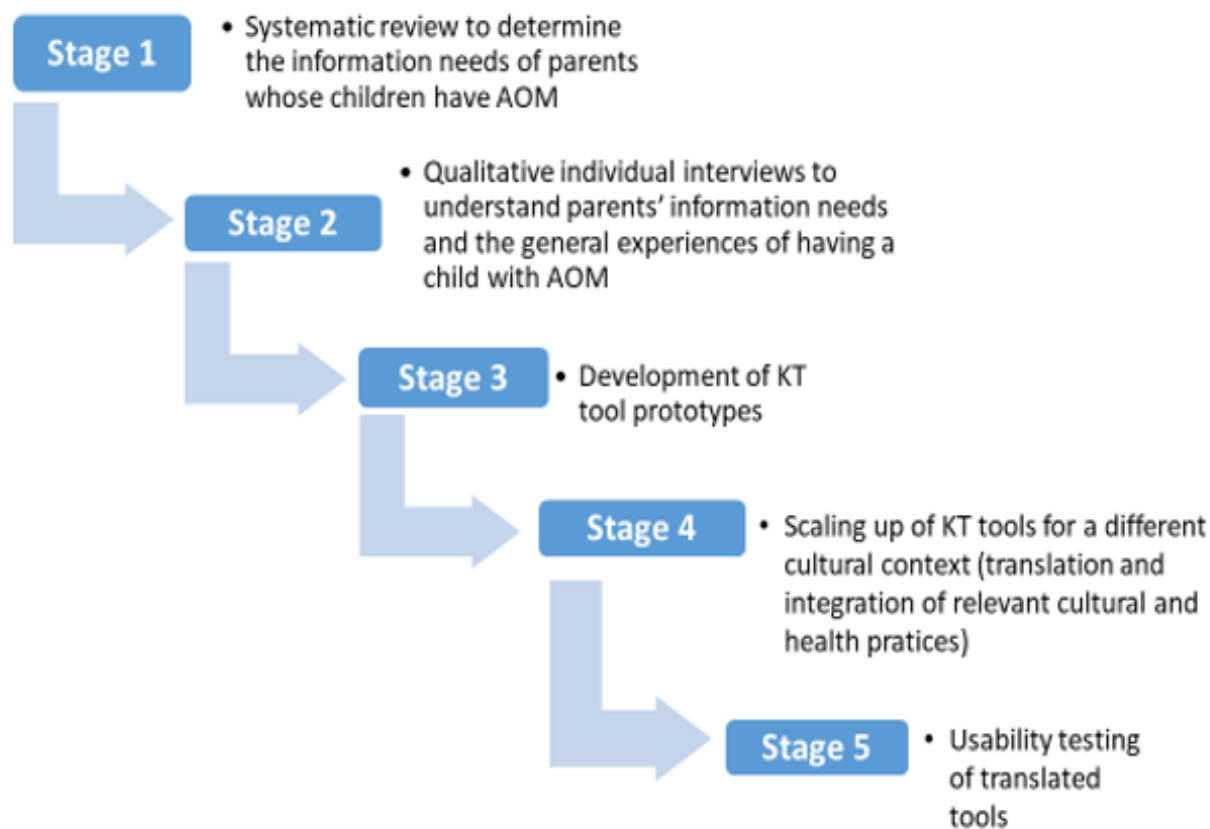 Stage 1
• Systematic review to determine
the information needs of parents
whose children have AOM
Stage 2
• Qualitative individual interviews to
understand parents' information needs
and the general experiences of having a
child with AOM
Stage 3
• Development of KT
tool prototypes
Stage 4
• Scaling up of KT tools for a different
cultural context (translation and
integration of relevant cultural and
health pratices)
Stage 5
• Usability testing
of translated
tools